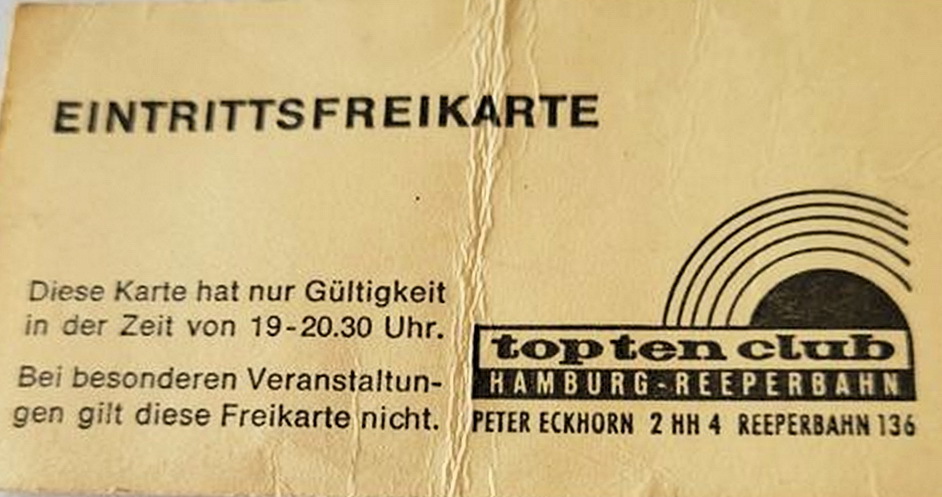 EINTRITTSFREIKARTE
Diese Karte hat nur Gültigkeit
in der Zeit von 19-20.30 Uhr.
Bei besonderen Veranstaltun-
gen gilt diese Freikarte nicht.
top ten club
HAMBURG-REEPERBAHN
PETER ECKHORN 2 HH 4 REEPERBAHN 136